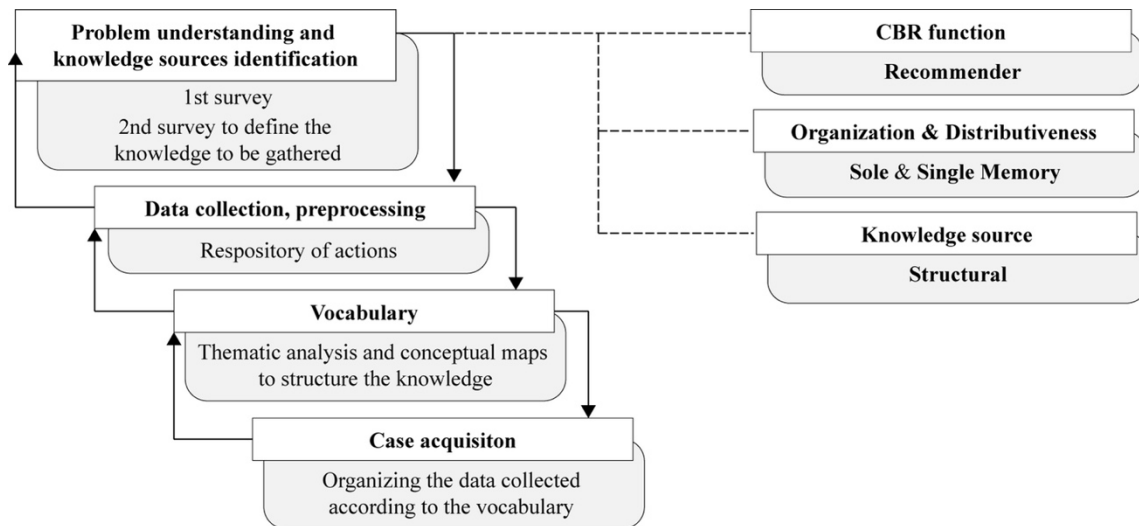 Problem understanding and
knowledge sources identification
1st survey
2nd survey to define the
knowledge to be gathered
Data collection, preprocessing
Respository of actions
Vocabulary
Thematic analysis and conceptual maps
to structure the knowledge
Case acquisiton
Organizing the data collected
according to the vocabulary
CBR function
Recommender
Organization & Distributiveness
Sole & Single Memory
Knowledge source
Structural